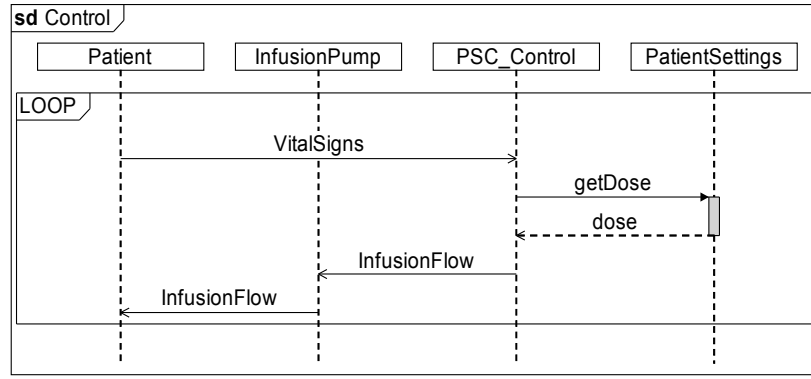 sd Control
Patient
InfusionPump
PSC_Control
PatientSettings
LOOP
VitalSigns
getDose
dose
InfusionFlow
InfusionFlow